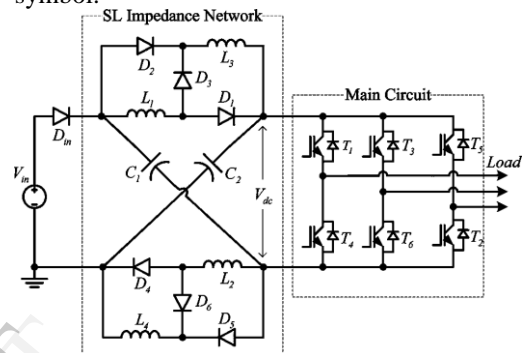 symbol.
SL Impedance Network
D2
L3
D3
L1
D1
Din
Main Circuit
Vin
C1
C2
Vdc
T1
T3
T5
Load
T4
T6
T2
D4
L2
D6
L4
D5